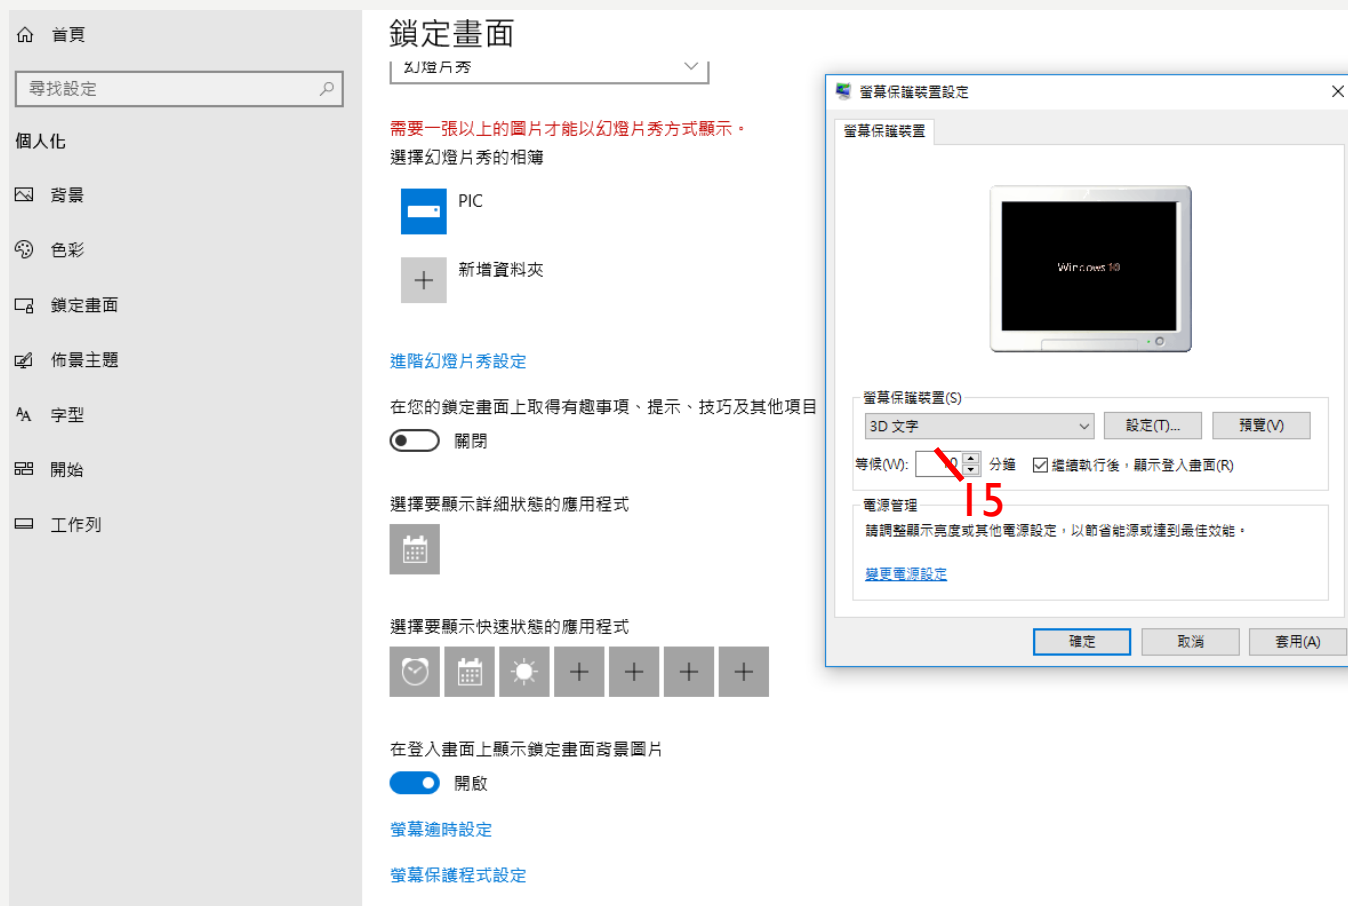 首頁
尋找設定
個人化
背景
色彩
鎖定畫面
佈景主題
字型
開始
工作列
鎖定畫面
幻燈片秀
需要一張以上的圖片才能以幻燈片秀方式顯示。
選擇幻燈片秀的相簿
PIC
新增資料夾
進階幻燈片秀設定
在您的鎖定畫面上取得有趣事項、提示、技巧及其他項目
關閉
選擇要顯示詳細狀態的應用程式
選擇要顯示快速狀態的應用程式
在登入畫面上顯示鎖定畫面背景圖片
開啟
螢幕逾時設定
螢幕保護程式設定
螢幕保護裝置設定
螢幕保護裝置
Windows 10
螢幕保護裝置(S)
3D 文字
設定(T)...
預覽(V)
等候(W):
分鐘
繼續執行後，顯示登入畫面(R)
15
電源管理
請調整顯示亮度或其他電源設定，以節省能源或達到最佳效能。
變更電源設定
確定
取消
套用(A)